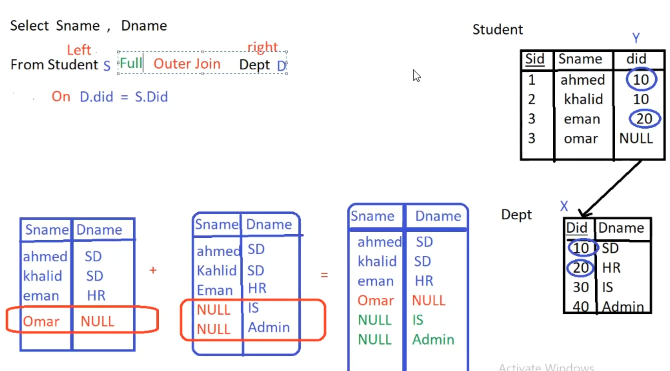 Select Sname , Dname
Left
right
From Student S Full Outer Join Dept D
On D.did = S.Did
Student
Y
Sid Sname did
1 ahmed 10
2 khalid 10
3 eman 20
3 omar NULL
Dept
X
Did Dname
10 SD
20 HR
30 IS
40 Admin
Sname Dname
ahmed SD
khalid SD
eman HR
Omar NULL
+
Sname Dname
ahmed SD
Kahlid SD
Eman HR
NULL IS
NULL Admin
=
Sname Dname
ahmed SD
khalid SD
eman HR
Omar NULL
NULL IS
NULL Admin
Activate Windows